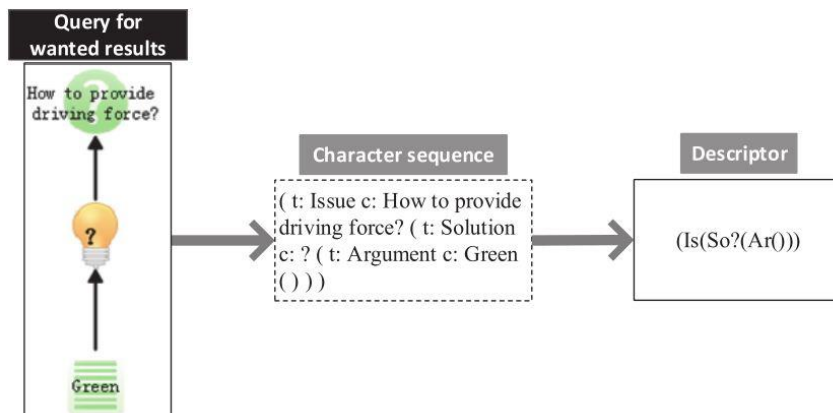 Query for
wanted results
How to provide
driving force?
?
Green
Character sequence
( t: Issue c: How to provide
driving force? ( t: Solution
c: ? ( t: Argument c: Green
( ) ) )
Descriptor
(Is(So?(Ar()))